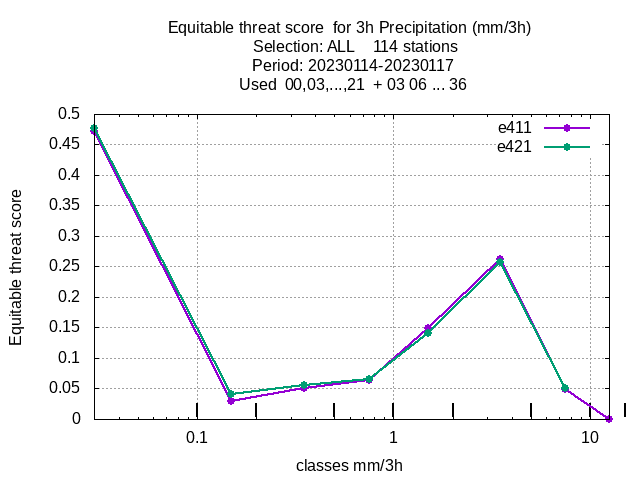 Equitable threat score  for 3h Precipitation (mm/3h)
Selection: ALL    114 stations
Period: 20230114-20230117
Used  00,03,...,21  + 03 06 ... 36
e411
e421
0.5
0.45
0.4
0.35
0.3
0.25
0.2
0.15
0.1
0.05
0
Equitable threat score
0.1
1
10
classes mm/3h